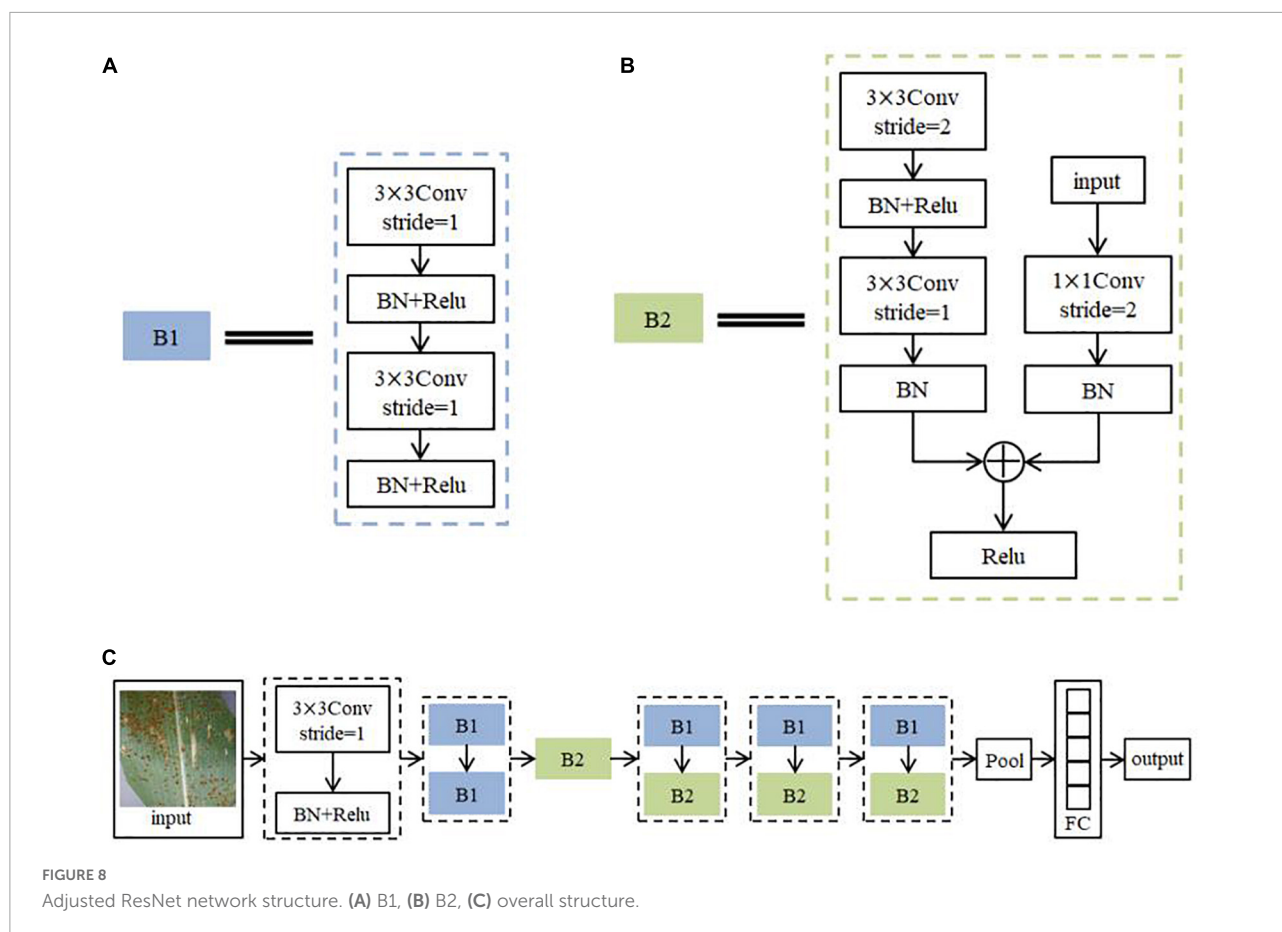 A
3×3Conv
stride=1
BN+Relu
3×3Conv
stride=1
BN+Relu
B1
B
3×3Conv
stride=2
BN+Relu
3×3Conv
stride=1
BN
input
1×1Conv
stride=2
BN
Relu
B2
C
input
3×3Conv
stride=1
BN+Relu
B1
B1
B2
B1
B2
B1
B2
B1
B2
Pool
FC
output
FIGURE 8
Adjusted ResNet network structure. (A) B1, (B) B2, (C) overall structure.